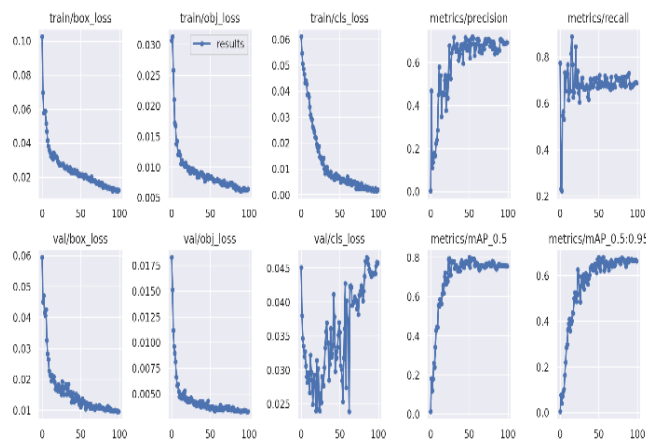 train/box_loss
train/obj_loss
train/cls_loss
metrics/precision
metrics/recall
0.10
0.08
0.06
0.04
0.02
0 50 100
0.030
0.025
0.020
0.015
0.010
0.005
results
0 50 100
0.06
0.05
0.04
0.03
0.02
0.01
0.00
0 50 100
0.6
0.4
0.2
0.0
0 50 100
0.8
0.6
0.4
0.2
0 50 100
val/box_loss
val/obj_loss
val/cls_loss
metrics/mAP_0.5
metrics/mAP_0.5:0.95
0.06
0.05
0.04
0.03
0.02
0.01
0 50 100
0.0175
0.0150
0.0125
0.0100
0.0075
0.0050
0 50 100
0.045
0.040
0.035
0.030
0.025
0 50 100
0.8
0.6
0.4
0.2
0.0
0 50 100
0.6
0.4
0.2
0.0
0 50 100